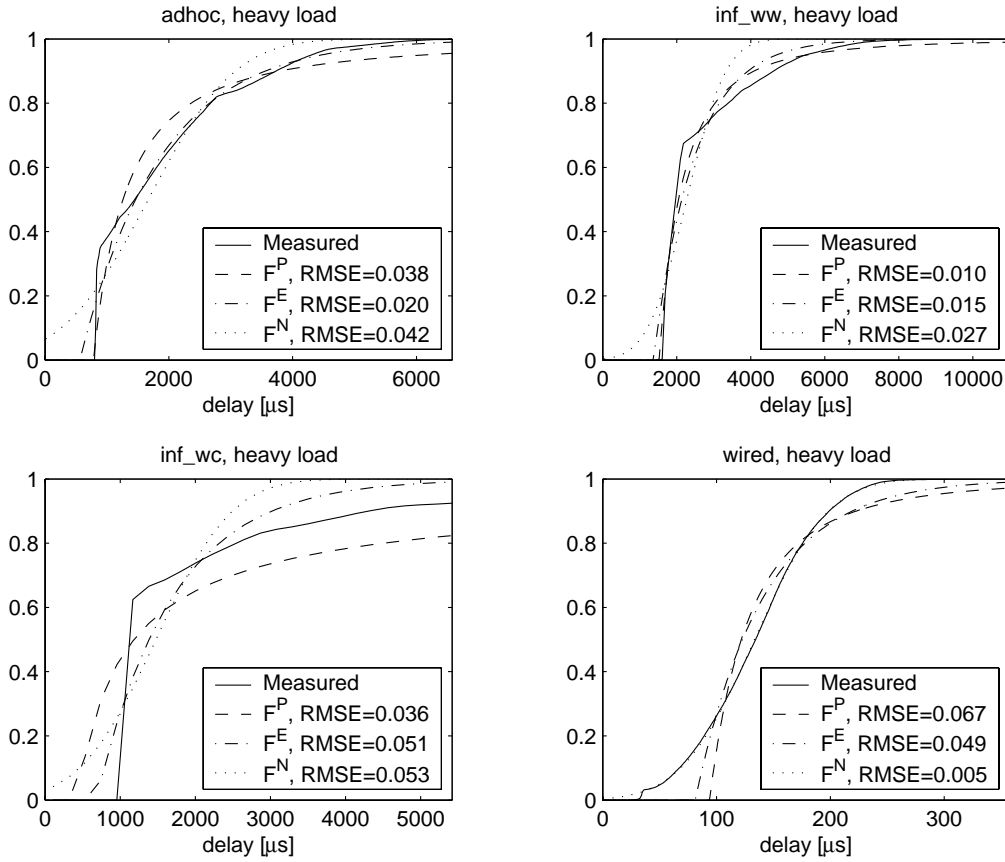 adhoc, heavy load
1
0.8
0.6
0.4
0.2
0
Measured
F^P, RMSE=0.038
F^E, RMSE=0.020
F^N, RMSE=0.042
0 2000 4000 6000
delay [μs]
inf_ww, heavy load
1
0.8
0.6
0.4
0.2
0
Measured
F^P, RMSE=0.010
F^E, RMSE=0.015
F^N, RMSE=0.027
0 2000 4000 6000 8000 10000
delay [μs]
inf_wc, heavy load
1
0.8
0.6
0.4
0.2
0
Measured
F^P, RMSE=0.036
F^E, RMSE=0.051
F^N, RMSE=0.053
0 1000 2000 3000 4000 5000
delay [μs]
wired, heavy load
1
0.8
0.6
0.4
0.2
0
Measured
F^P, RMSE=0.067
F^E, RMSE=0.049
F^N, RMSE=0.005
0 100 200 300
delay [μs]